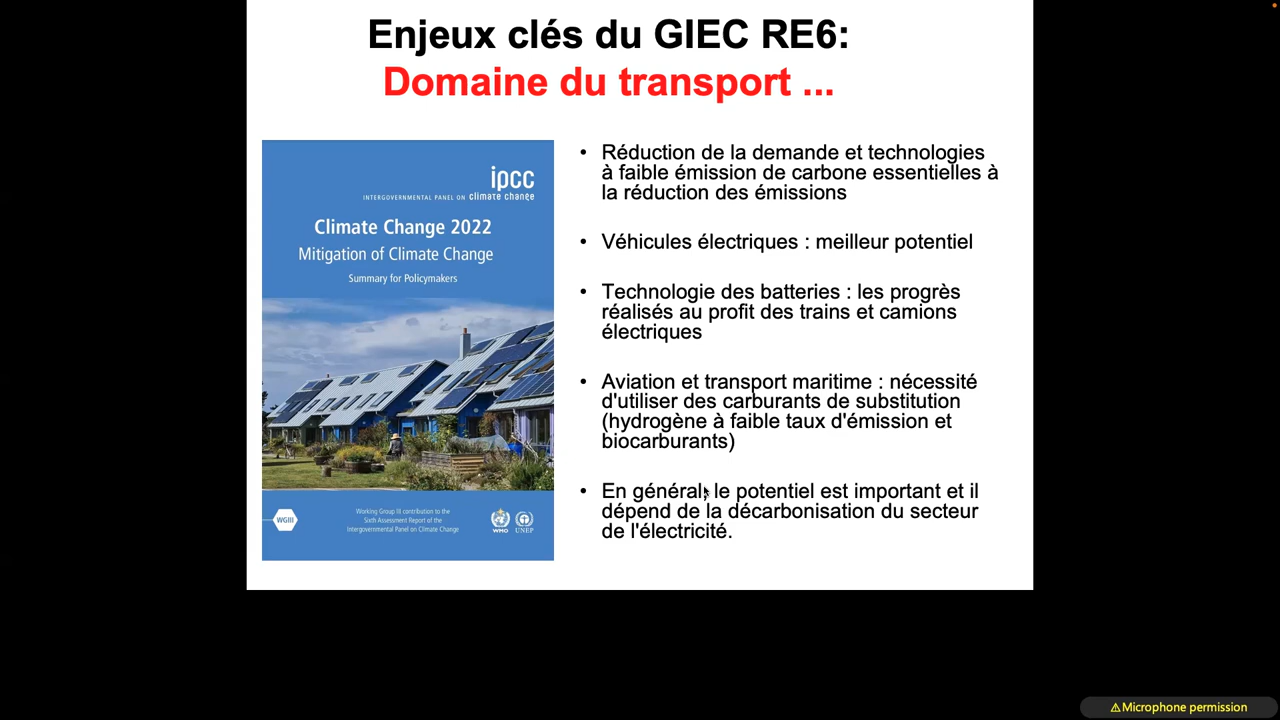 Enjeux clés du GIEC RE6:
Domaine du transport ...
ipcc
INTERGOVERNMENTAL PANEL ON climate change
Climate Change 2022
Mitigation of Climate Change
Summary for Policymakers
WGIII
Working Group III contribution to the
Sixth Assessment Report of the
Intergovernmental Panel on Climate Change
WMO
UNEP
• Réduction de la demande et technologies
à faible émission de carbone essentielles à
la réduction des émissions
• Véhicules électriques : meilleur potentiel
• Technologie des batteries : les progrès
réalisés au profit des trains et camions
électriques
• Aviation et transport maritime : nécessité
d'utiliser des carburants de substitution
(hydrogène à faible taux d'émission et
biocarburants)
• En général, le potentiel est important et il
dépend de la décarbonisation du secteur
de l'électricité.
⚠Microphone permission